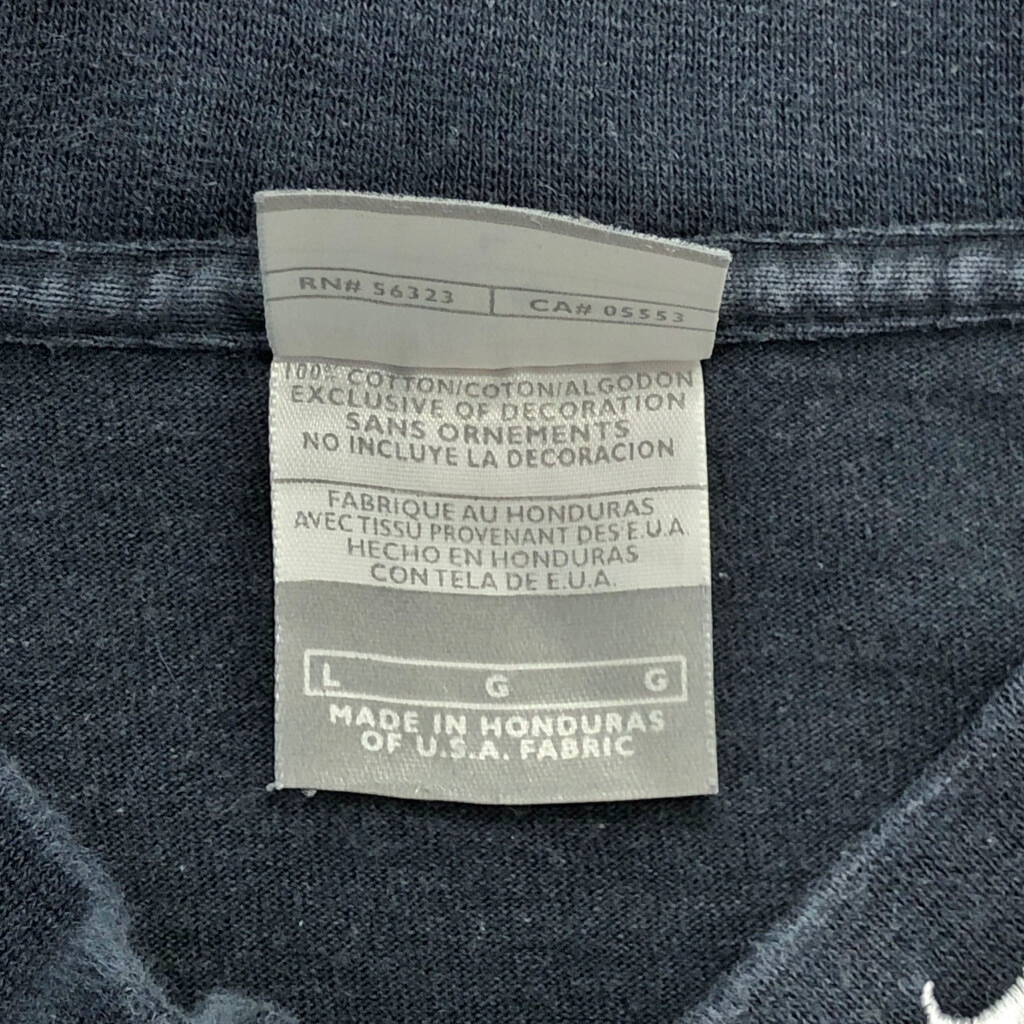 RN# 56323 CA# 05553
100% COTTON/COTON/ALGODON
EXCLUSIVE OF DECORATION
SANS ORNEMENTS
NO INCLUYE LA DECORACION
FABRIQUE AU HONDURAS
AVEC TISSU PROVENANT DES E.U.A.
HECHO EN HONDURAS
CON TELA DE E.U.A.
L G G
MADE IN HONDURAS
OF U.S.A. FABRIC